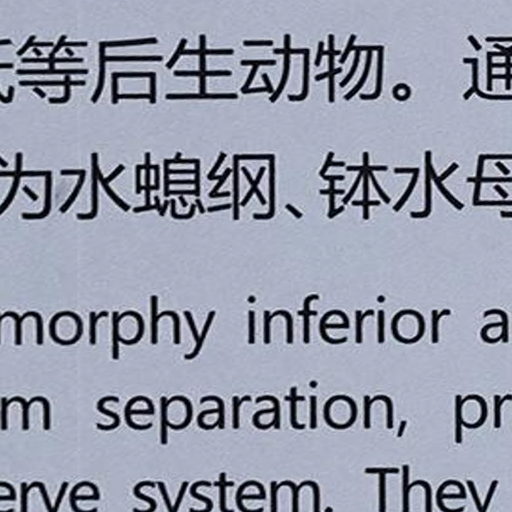 低等后生动物。通
为水螅纲、钵水母
morphy inferior a
m separation, pr
erve system. They